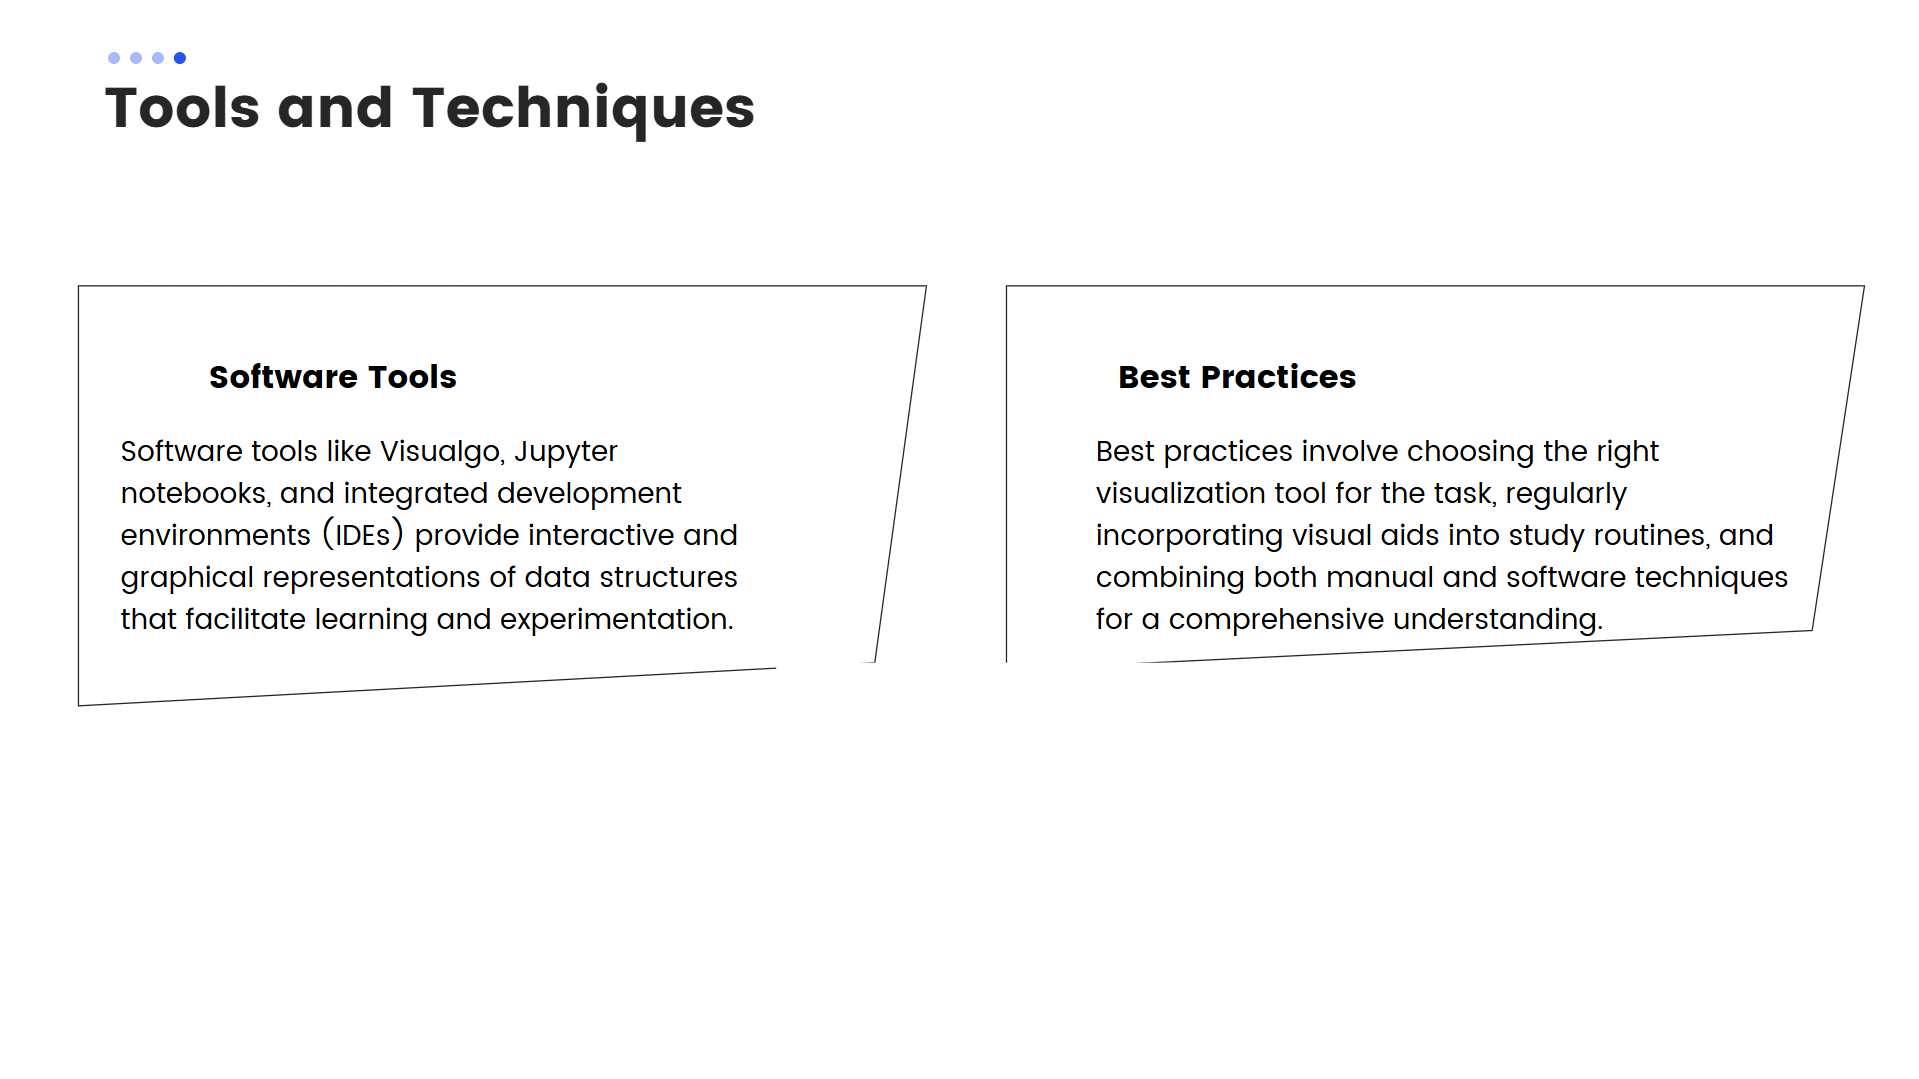 Tools and Techniques
Software Tools
Software tools like Visualgo, Jupyter
notebooks, and integrated development
environments (IDEs) provide interactive and
graphical representations of data structures
that facilitate learning and experimentation.
Best Practices
Best practices involve choosing the right
visualization tool for the task, regularly
incorporating visual aids into study routines, and
combining both manual and software techniques
for a comprehensive understanding.